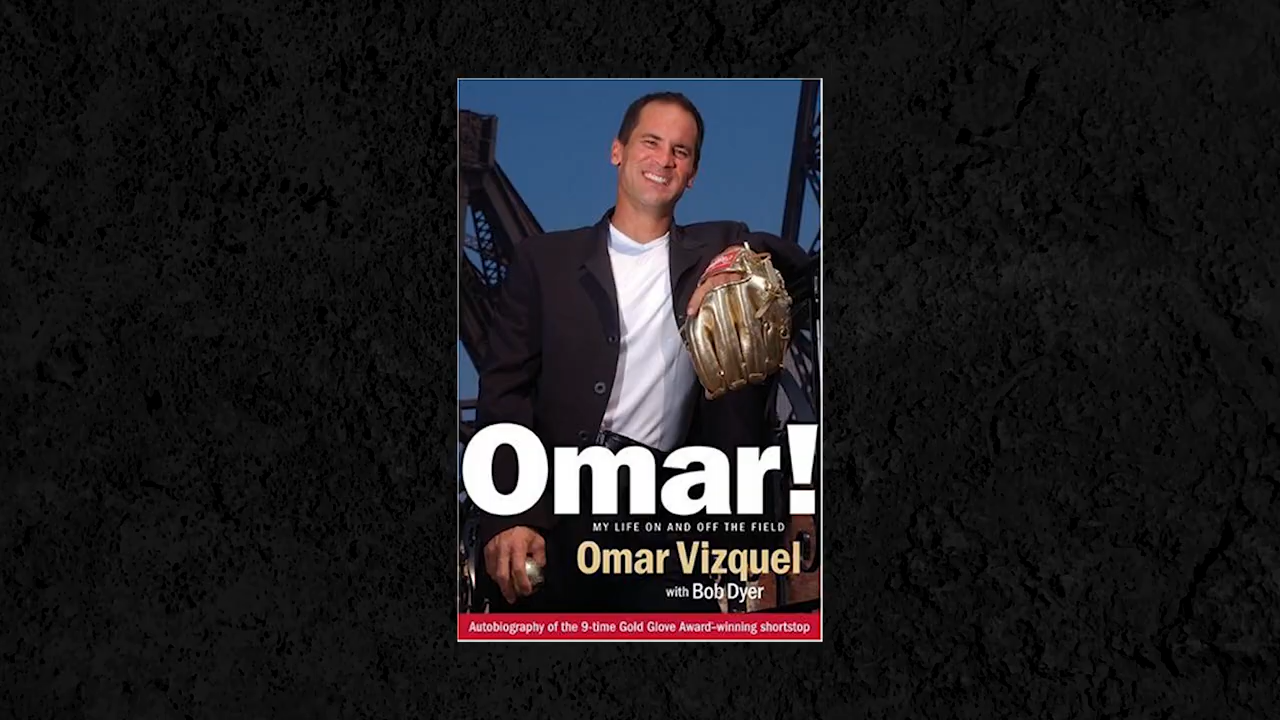 Omar!
MY LIFE ON AND OFF THE FIELD
Omar Vizquel
with Bob Dyer
Autobiography of the 9-time Gold Glove Award-winning shortstop